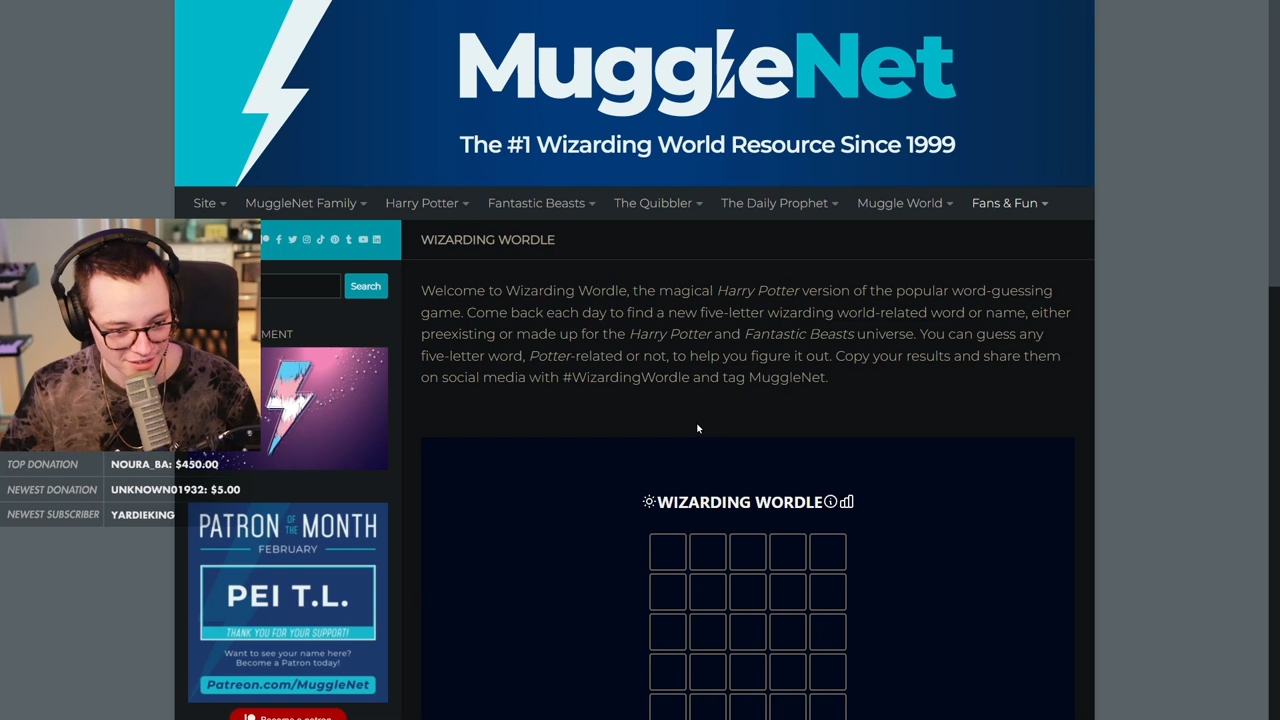 MuggleNet
The #1 Wizarding World Resource Since 1999
Site
MuggleNet Family
Harry Potter
Fantastic Beasts
The Quibbler
The Daily Prophet
Muggle World
Fans & Fun
Search
MENT
PATRON OF THE MONTH
FEBRUARY
PEI T.L.
THANK YOU FOR YOUR SUPPORT!
Want to see your name here?
Become a Patron today!
Patreon.com/MuggleNet
Become a patron
TOP DONATION NOURA_BA: $450.00
NEWEST DONATION UNKNOWN01932: $5.00
NEWEST SUBSCRIBER YARDIEKING
WIZARDING WORDLE
Welcome to Wizarding Wordle, the magical Harry Potter version of the popular word-guessing
game. Come back each day to find a new five-letter wizarding world-related word or name, either
preexisting or made up for the Harry Potter and Fantastic Beasts universe. You can guess any
five-letter word, Potter-related or not, to help you figure it out. Copy your results and share them
on social media with #WizardingWordle and tag MuggleNet.
WIZARDING WORDLE